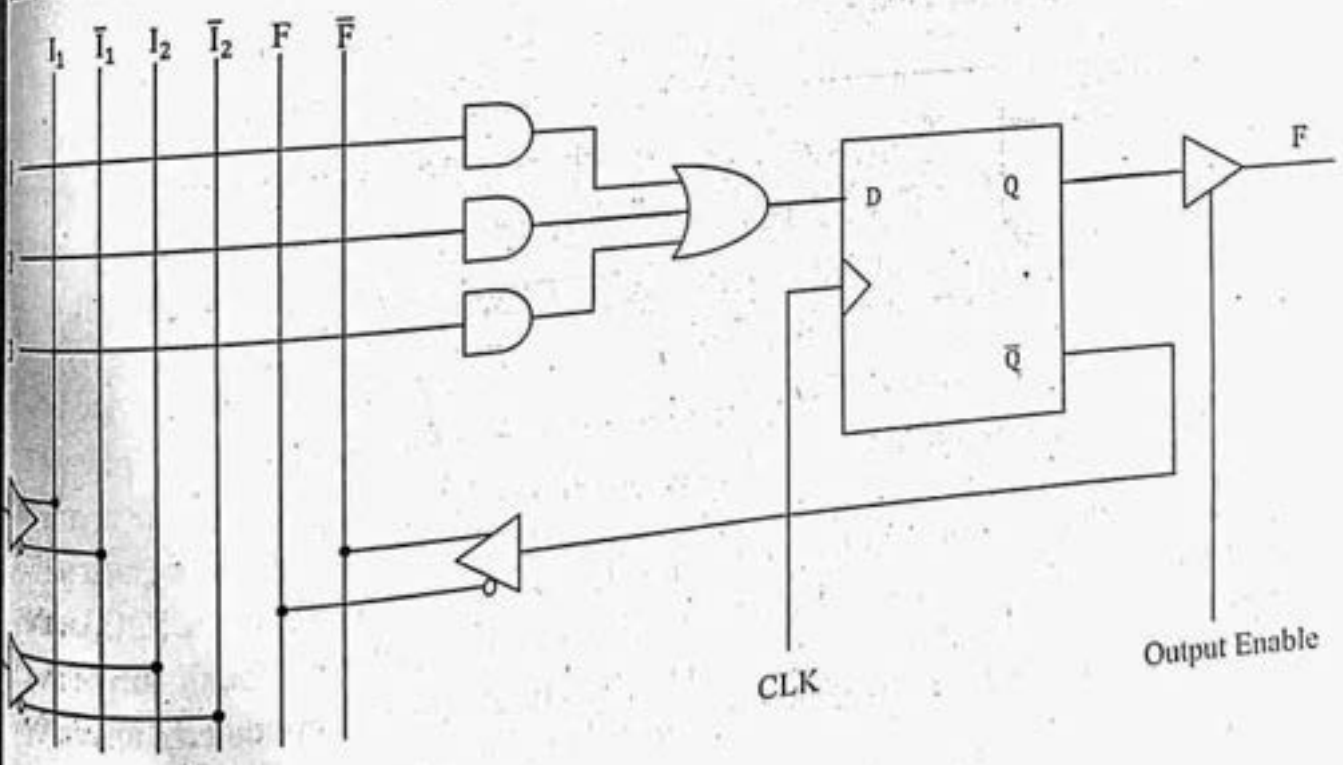 I₁ Ī₁ I₂ Ī₂ F F̅
F
D Q
Q̅
CLK
Output Enable